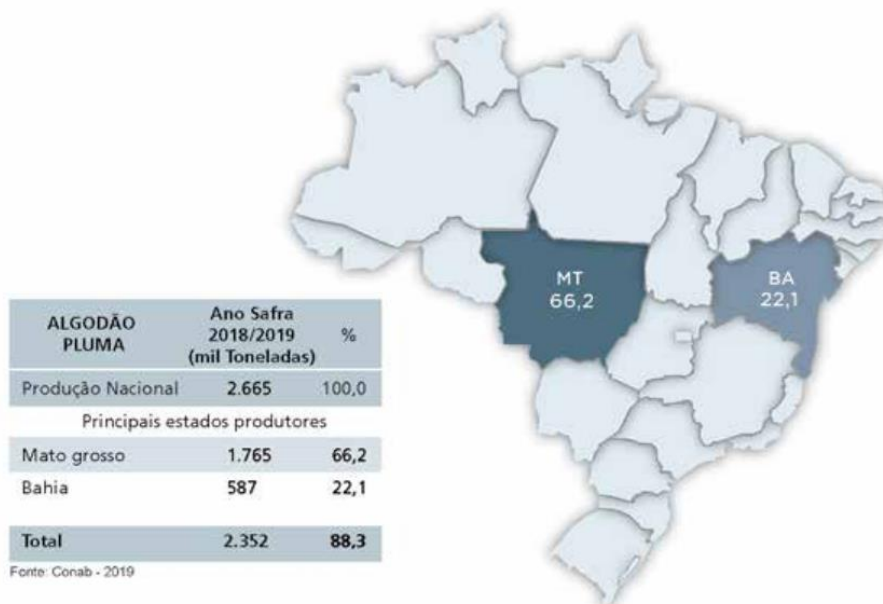 MT
66,2
BA
22,1
ALGODÃO PLUMA
Ano Safra 2018/2019 (mil Toneladas)
%
Produção Nacional 2.665 100,0
Principais estados produtores
Mato grosso 1.765 66,2
Bahia 587 22,1
Total 2.352 88,3
Fonte: Conab - 2019